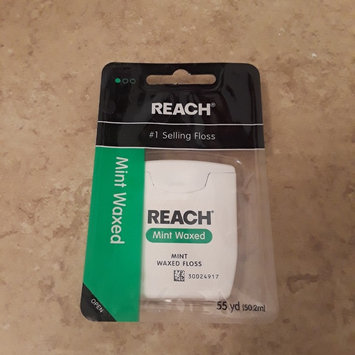 REACH®
#1 Selling Floss
Mint Waxed
REACH®
Mint Waxed
MINT
WAXED FLOSS
30024917
OPEN
55 yd (50.2m)